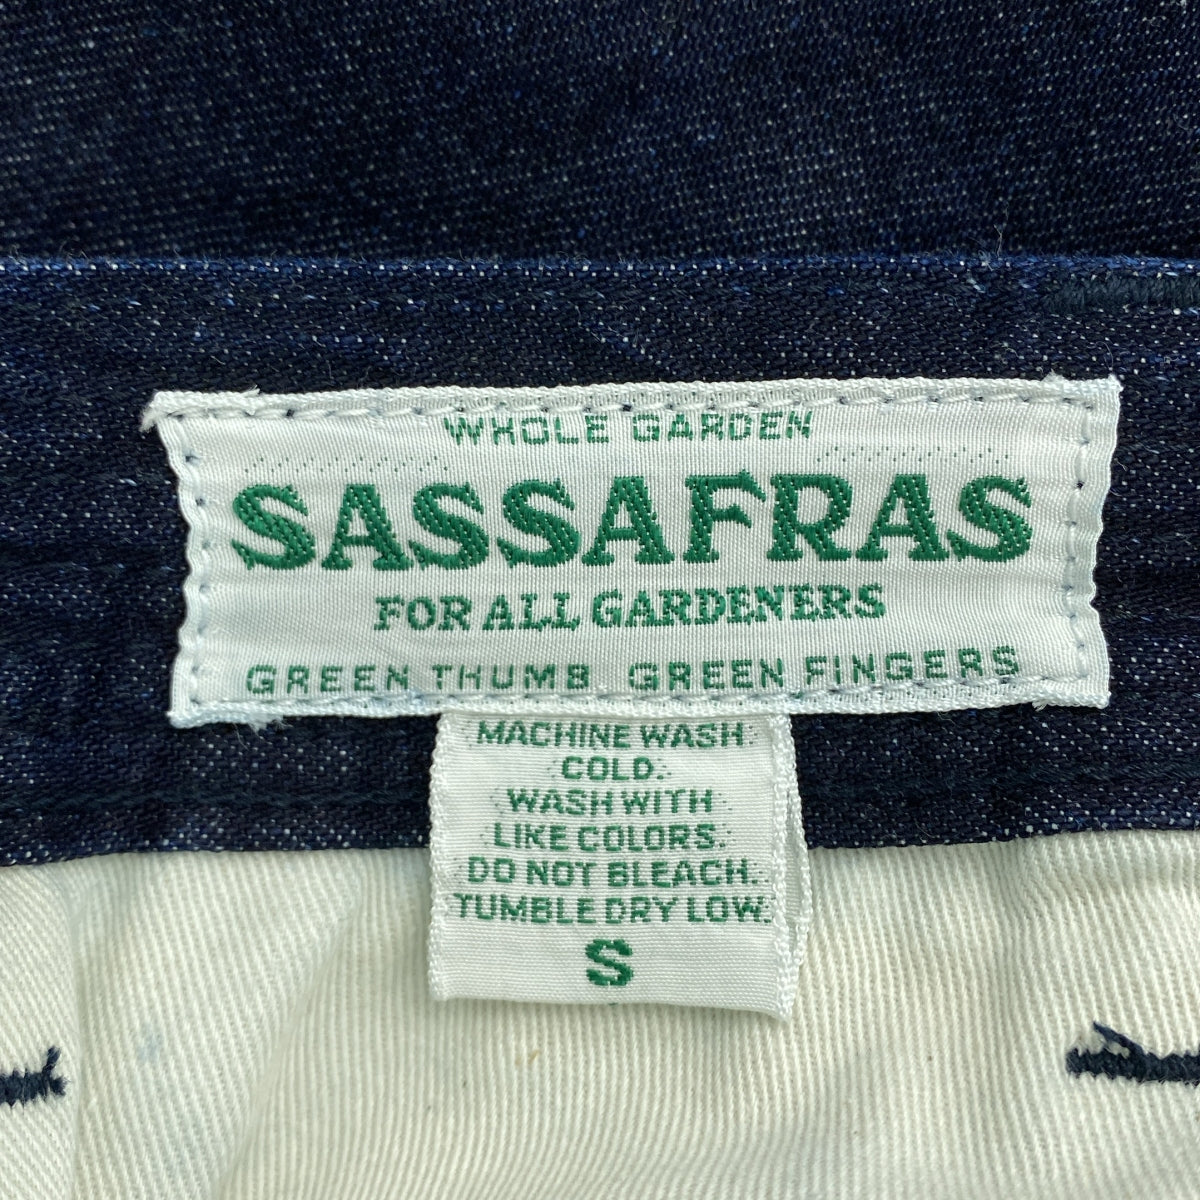 WHOLE GARDEN
SASSAFRAS
FOR ALL GARDENERS
GREEN THUMB GREEN FINGERS
MACHINE WASH
COLD.
WASH WITH
LIKE COLORS.
DO NOT BLEACH.
TUMBLE DRY LOW.
S